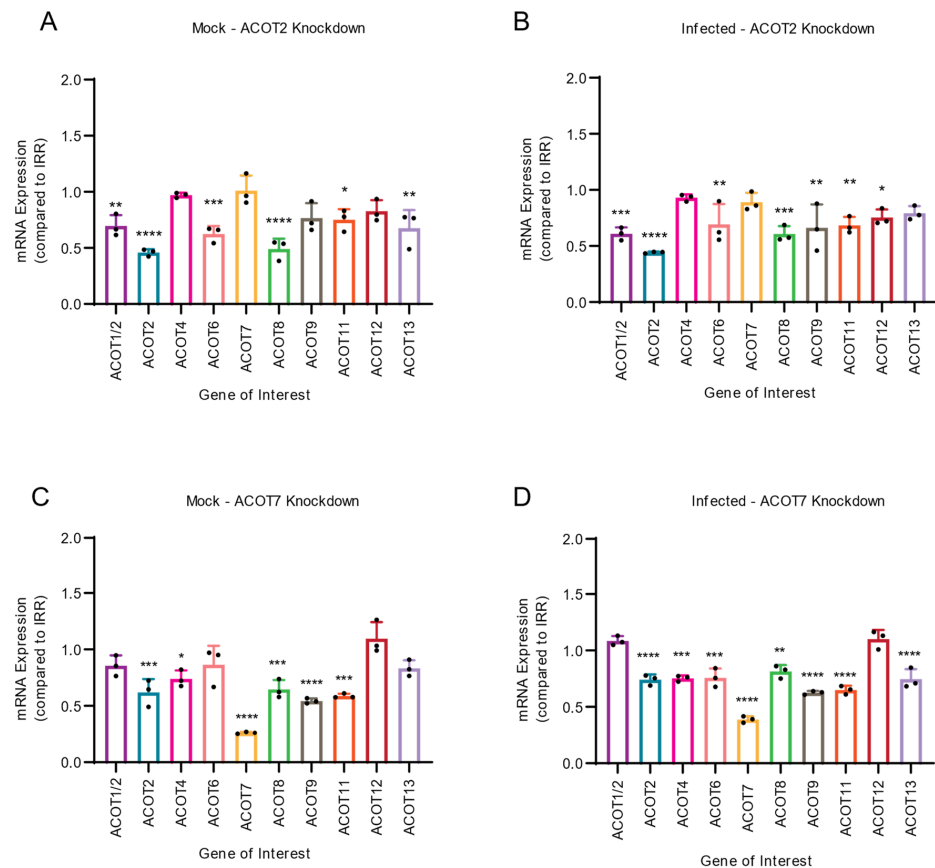 A
Mock - ACOT2 Knockdown
mRNA Expression
(compared to IRR)
2.0
1.5
1.0
0.5
0.0
** **** *** **** * **
ACOT1/2 ACOT2 ACOT4 ACOT6 ACOT7 ACOT8 ACOT9 ACOT11 ACOT12 ACOT13
Gene of Interest
B
Infected - ACOT2 Knockdown
mRNA Expression
(compared to IRR)
2.0
1.5
1.0
0.5
0.0
*** **** ** *** ** ** *
ACOT1/2 ACOT2 ACOT4 ACOT6 ACOT7 ACOT8 ACOT9 ACOT11 ACOT12 ACOT13
Gene of Interest
C
Mock - ACOT7 Knockdown
mRNA Expression
(compared to IRR)
2.0
1.5
1.0
0.5
0.0
*** * **** *** **** ***
ACOT1/2 ACOT2 ACOT4 ACOT6 ACOT7 ACOT8 ACOT9 ACOT11 ACOT12 ACOT13
Gene of Interest
D
Infected - ACOT7 Knockdown
mRNA Expression
(compared to IRR)
2.0
1.5
1.0
0.5
0.0
**** *** *** **** ** **** **** ****
ACOT1/2 ACOT2 ACOT4 ACOT6 ACOT7 ACOT8 ACOT9 ACOT11 ACOT12 ACOT13
Gene of Interest